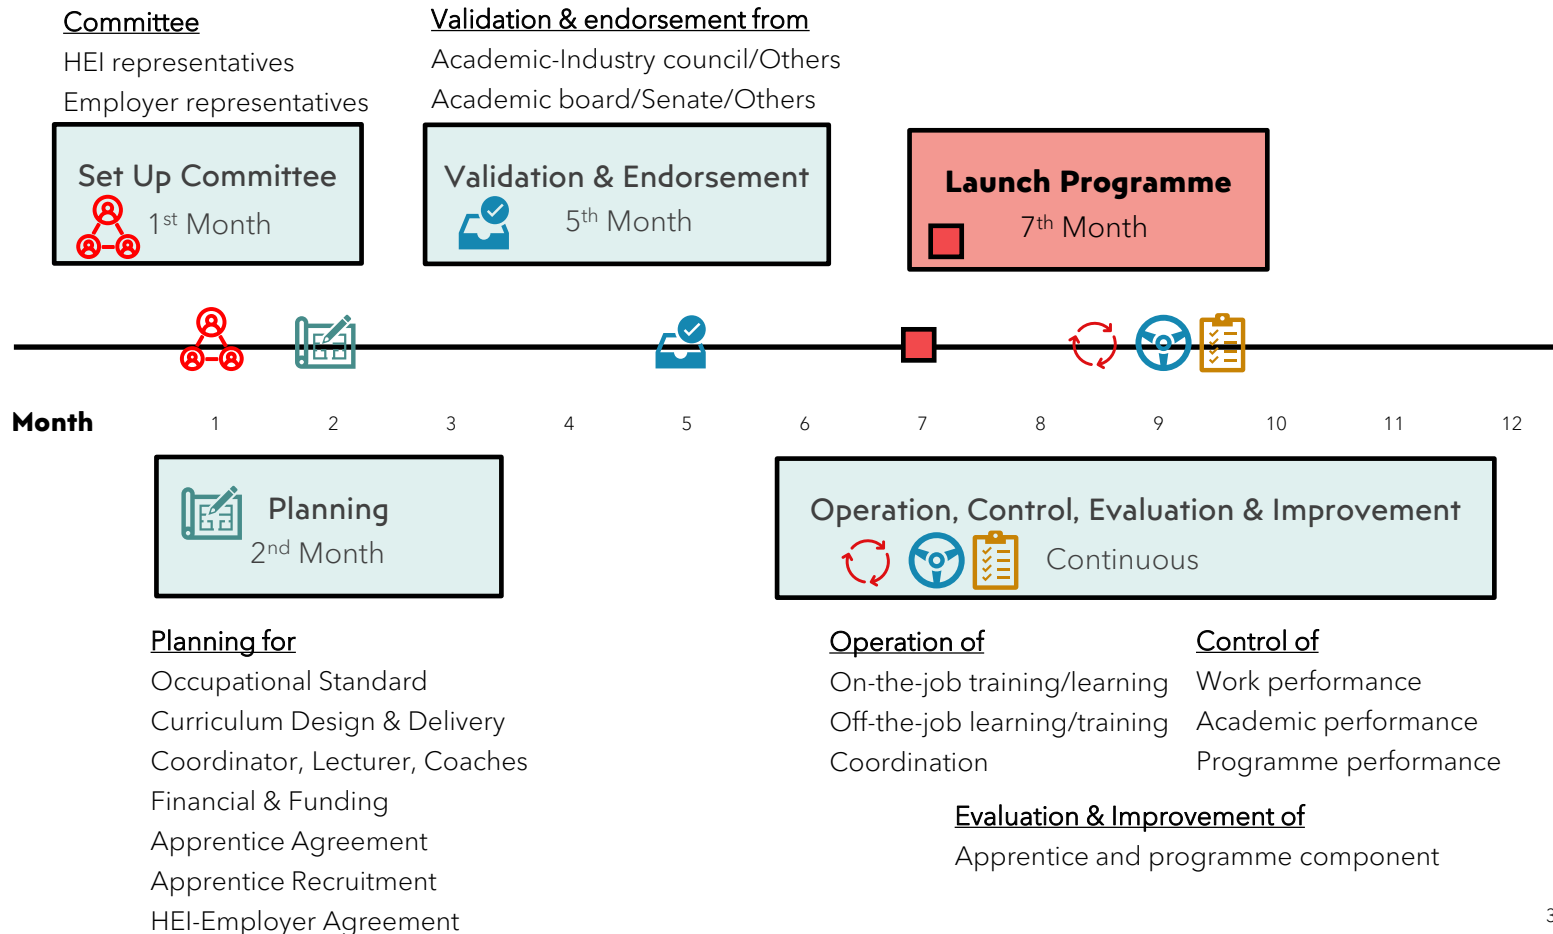 Committee
HEI representatives
Employer representatives
Validation & endorsement from
Academic-Industry council/Others
Academic board/Senate/Others
Set Up Committee
1st Month
Validation & Endorsement
5th Month
Launch Programme
7th Month
Month 1 2 3 4 5 6 7 8 9 10 11 12
Planning
2nd Month
Operation, Control, Evaluation & Improvement
Continuous
Planning for
Occupational Standard
Curriculum Design & Delivery
Coordinator, Lecturer, Coaches
Financial & Funding
Apprentice Agreement
Apprentice Recruitment
HEI-Employer Agreement
Operation of
On-the-job training/learning
Off-the-job learning/training
Coordination
Control of
Work performance
Academic performance
Programme performance
Evaluation & Improvement of
Apprentice and programme component